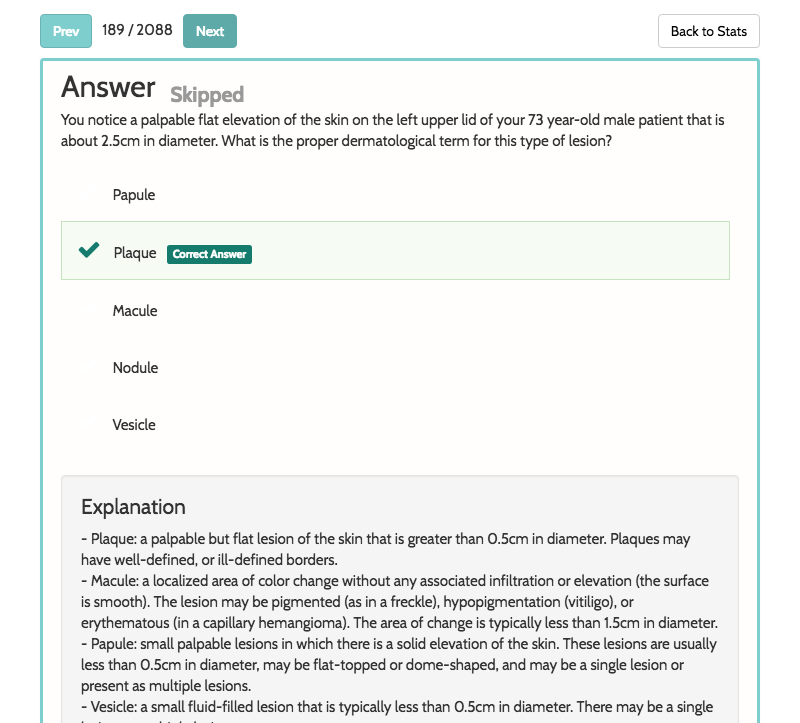 Prev 189 / 2088 Next Back to Stats
Answer Skipped
You notice a palpable flat elevation of the skin on the left upper lid of your 73 year-old male patient that is
about 2.5cm in diameter. What is the proper dermatological term for this type of lesion?
Papule
Plaque Correct Answer
Macule
Nodule
Vesicle
Explanation
- Plaque: a palpable but flat lesion of the skin that is greater than 0.5cm in diameter. Plaques may
have well-defined, or ill-defined borders.
- Macule: a localized area of color change without any associated infiltration or elevation (the surface
is smooth). The lesion may be pigmented (as in a freckle), hypopigmentation (vitiligo), or
erythematous (in a capillary hemangioma). The area of change is typically less than 1.5cm in diameter.
- Papule: small palpable lesions in which there is a solid elevation of the skin. These lesions are usually
less than 0.5cm in diameter, may be flat-topped or dome-shaped, and may be a single lesion or
present as multiple lesions.
- Vesicle: a small fluid-filled lesion that is typically less than 0.5cm in diameter. There may be a single